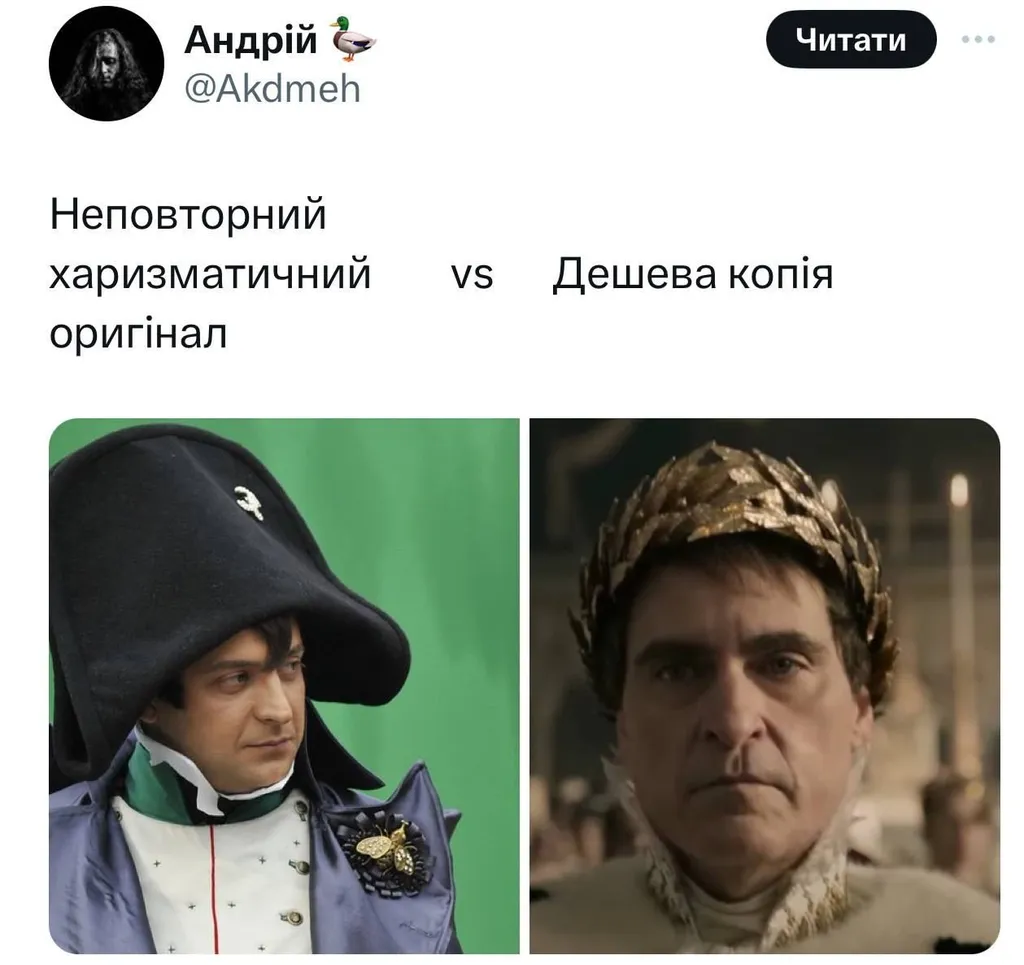 Андрій 🦆
@Akdmeh
Читати
Неповторний
харизматичний vs Дешева копія
оригінал